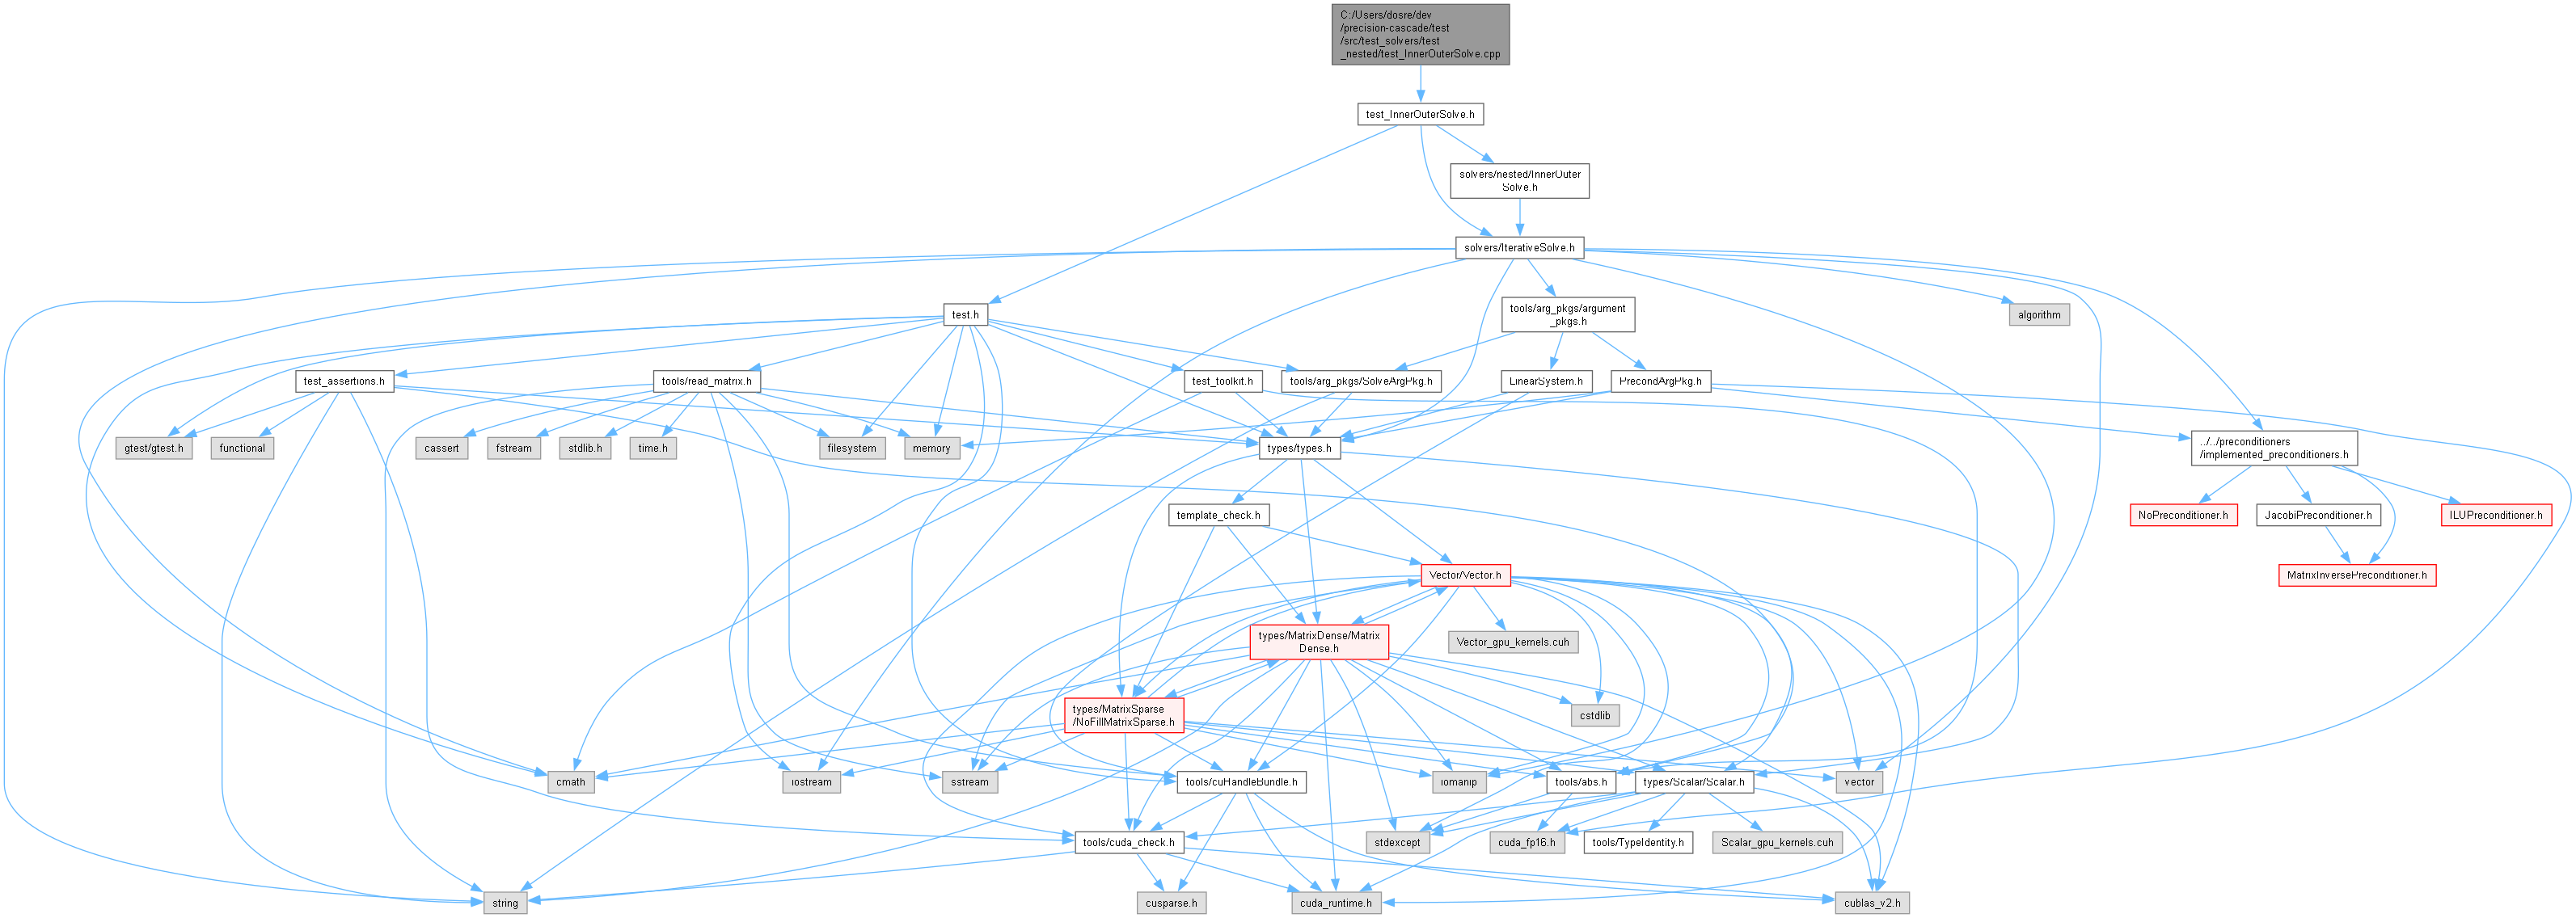 C:/Users/dosre/dev
/precision-cascade/test
/src/test_solvers/test
_nested/test_InnerOuterSolve.cpp
test_InnerOuterSolve.h
solvers/nested/InnerOuter
Solve.h
solvers/IterativeSolve.h
test.h
tools/arg_pkgs/argument
_pkgs.h
algorithm
test_assertions.h
tools/read_matrix.h
test_toolkit.h
tools/arg_pkgs/SolveArgPkg.h
LinearSystem.h
PrecondArgPkg.h
gtest/gtest.h
functional
cassert
fstream
stdlib.h
time.h
filesystem
memory
types/types.h
../../preconditioners
/implemented_preconditioners.h
template_check.h
NoPreconditioner.h
JacobiPreconditioner.h
ILUPreconditioner.h
Vector/Vector.h
MatrixInversePreconditioner.h
types/MatrixDense/Matrix
Dense.h
Vector_gpu_kernels.cuh
types/MatrixSparse
/NoFillMatrixSparse.h
cstdlib
cmath
iostream
sstream
tools/cuHandleBundle.h
iomanip
tools/abs.h
types/Scalar/Scalar.h
vector
tools/cuda_check.h
stdexcept
cuda_fp16.h
tools/TypeIdentity.h
Scalar_gpu_kernels.cuh
string
cusparse.h
cuda_runtime.h
cublas_v2.h